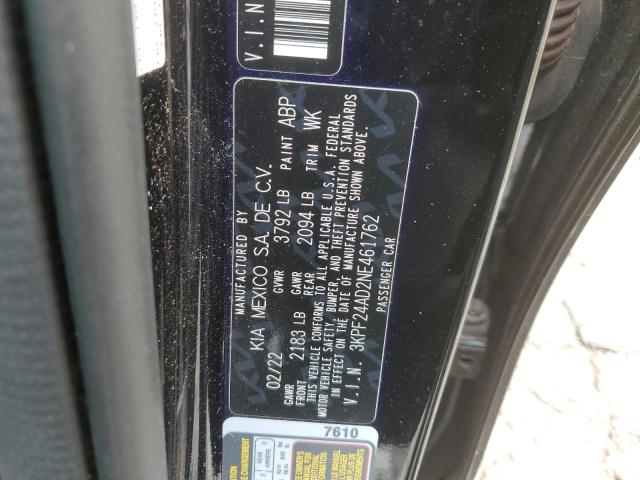 V.I.N
MANUFACTURED BY
KIA MEXICO S.A. DE C.V.
02/22 GVWR 3792 LB PAINT ABP
GAWR FRONT 2183 LB GAWR REAR 2094 LB TRIM WK
THIS VEHICLE CONFORMS TO ALL APPLICABLE U.S.A. FEDERAL
MOTOR VEHICLE SAFETY, BUMPER, AND THEFT PREVENTION STANDARDS
IN EFFECT ON THE DATE OF MANUFACTURE SHOWN ABOVE.
V.I.N. 3KPF24AD2NE461762
PASSENGER CAR
7610